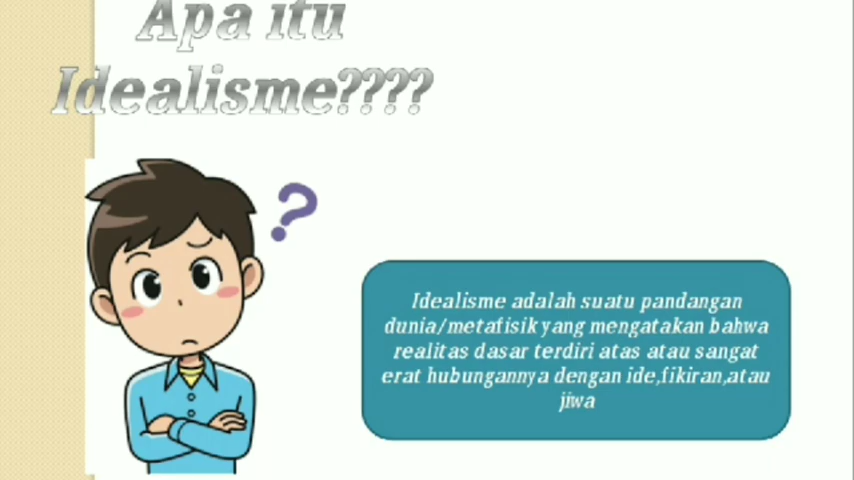 Apa itu
Idealisme????
?
Idealisme adalah suatu pandangan
dunia/metafisik yang mengatakan bahwa
realitas dasar terdiri atas atau sangat
erat hubungannya dengan ide,fikiran,atau
jiwa